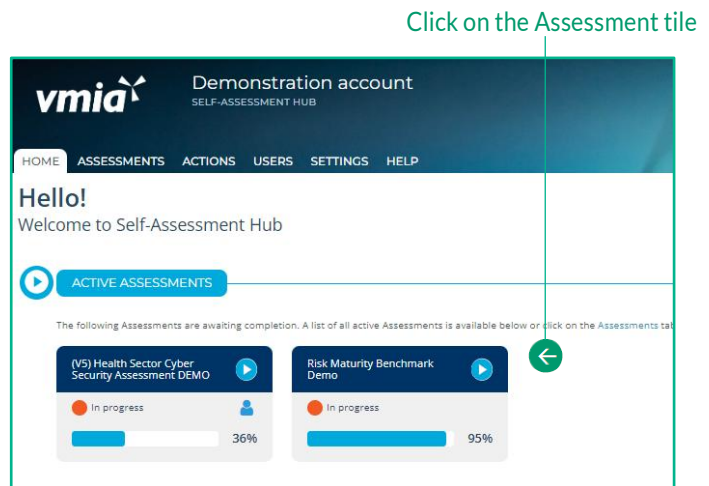 Click on the Assessment tile
vmia
Demonstration account
SELF-ASSESSMENT HUB
HOME ASSESSMENTS ACTIONS USERS SETTINGS HELP
Hello!
Welcome to Self-Assessment Hub
ACTIVE ASSESSMENTS
The following Assessments are awaiting completion. A list of all active Assessments is available below or click on the Assessments tab
(V5) Health Sector Cyber
Security Assessment DEMO
In progress
36%
Risk Maturity Benchmark
Demo
In progress
95%